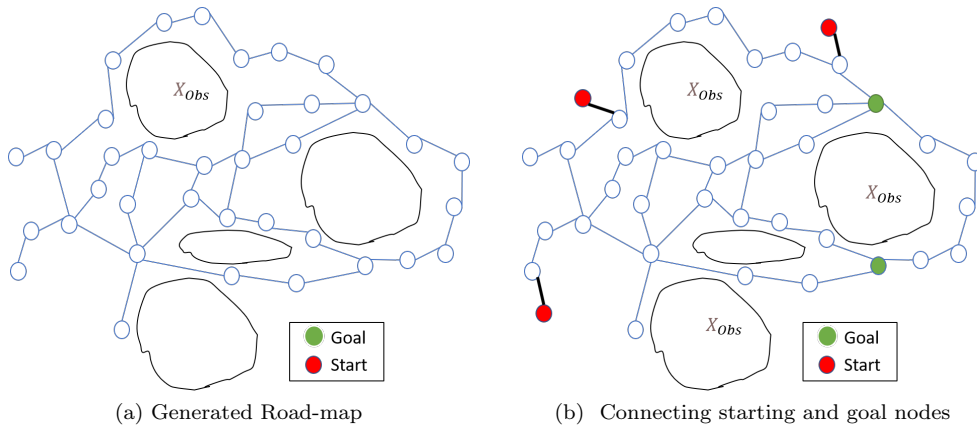 X_Obs
X_Obs
X_Obs
X_Obs
Goal
Start
Goal
Start
(a) Generated Road-map
(b) Connecting starting and goal nodes